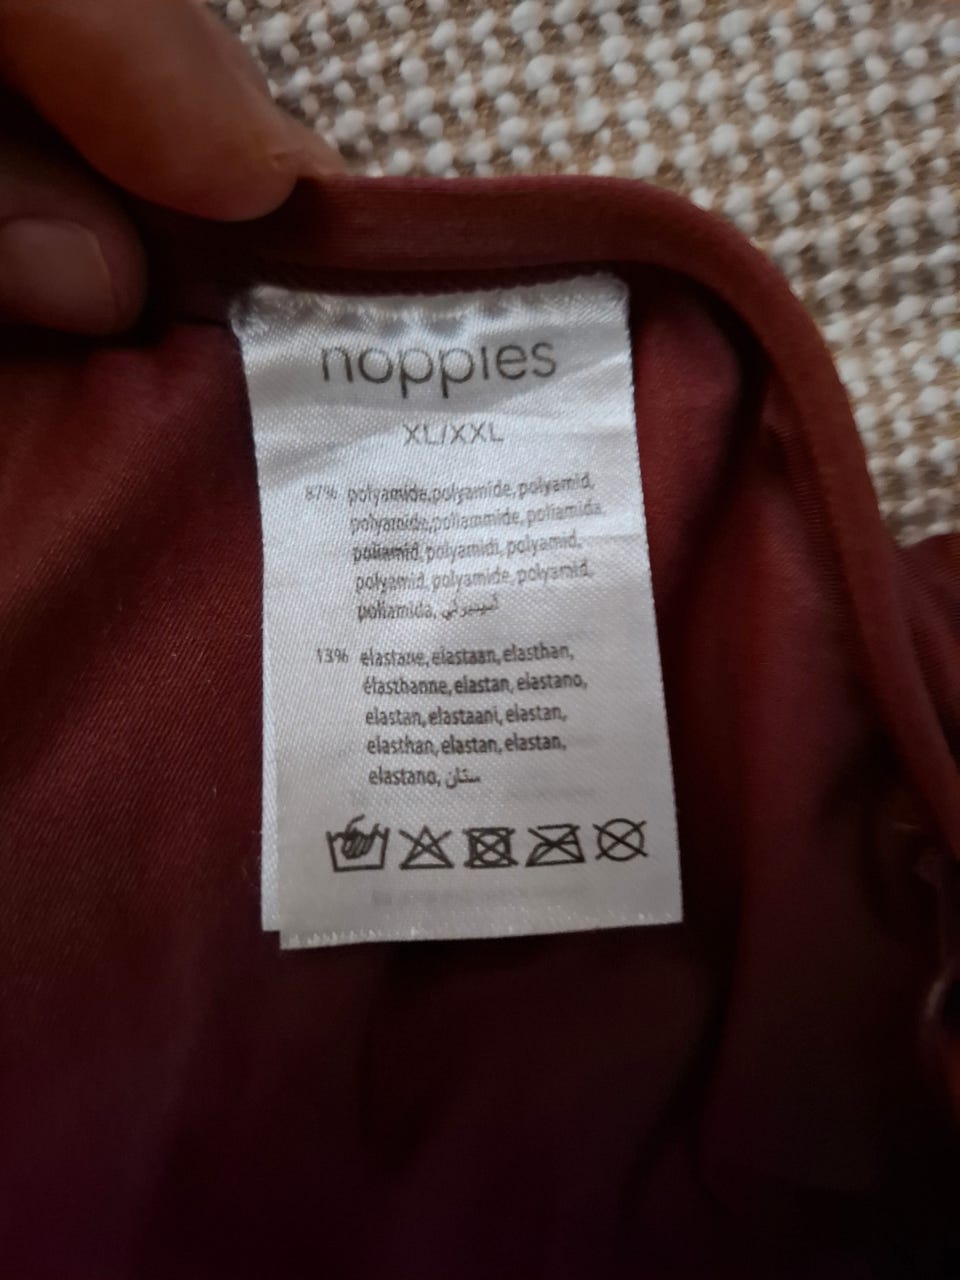 noppies
XL/XXL
87% polyamide, polyamide, polyamid,
polyamide, poliammide, poliamida,
poliamid, polyamidi, polyamid,
polyamid, polyamide, polyamid,
poliamida,
13% elastane, elastaan, elasthan,
élasthanne, elastan, elastano,
elastan, elastaani, elastan,
elasthan, elastan, elastan,
elastano,